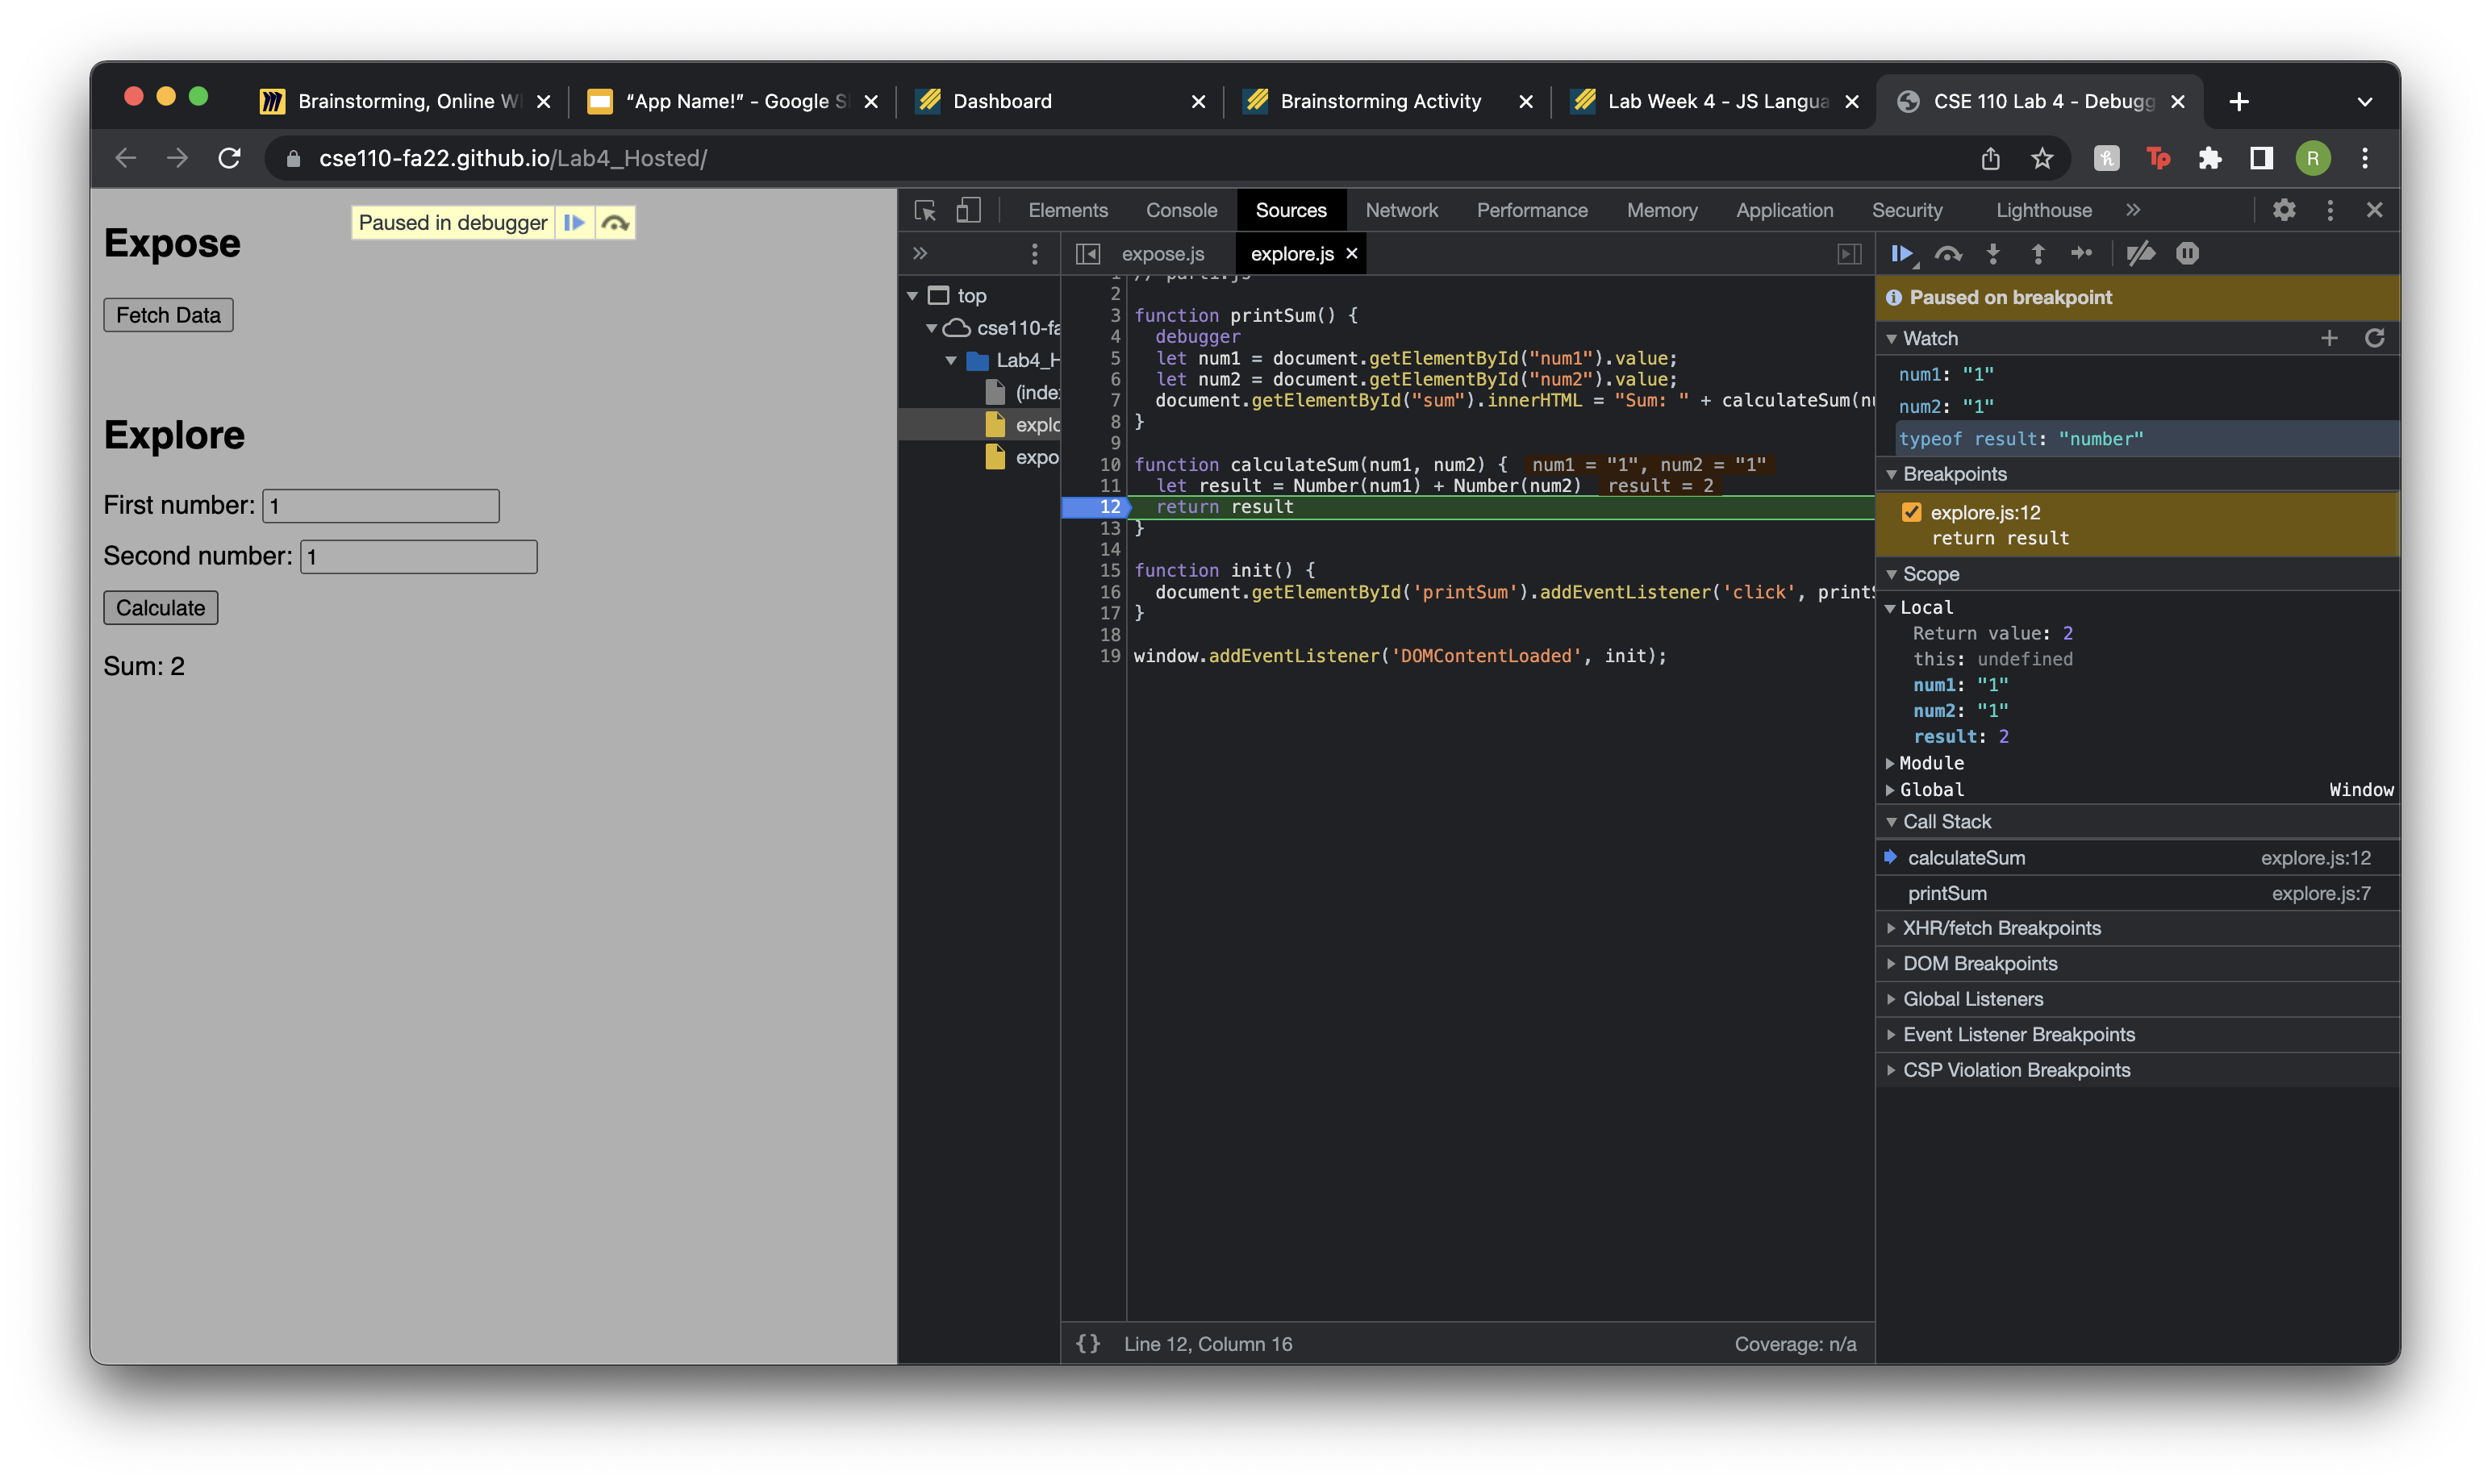 Brainstorming, Online W
“App Name!” - Google S
Dashboard
Brainstorming Activity
Lab Week 4 - JS Langua
CSE 110 Lab 4 - Debugg
cse110-fa22.github.io/Lab4_Hosted/
R
Expose
Paused in debugger
Fetch Data
Explore
First number: 1
Second number: 1
Calculate
Sum: 2
Elements Console Sources Network Performance Memory Application Security Lighthouse
top
cse110-fa
Lab4_H
(inde
explo
expo
expose.js explore.js
1 // part1.js
2
3 function printSum() {
4 debugger
5 let num1 = document.getElementById("num1").value;
6 let num2 = document.getElementById("num2").value;
7 document.getElementById("sum").innerHTML = "Sum: " + calculateSum(nu
8 }
9
10 function calculateSum(num1, num2) { num1 = "1", num2 = "1"
11 let result = Number(num1) + Number(num2) result = 2
12 return result
13 }
14
15 function init() {
16 document.getElementById('printSum').addEventListener('click', printS
17 }
18
19 window.addEventListener('DOMContentLoaded', init);
{} Line 12, Column 16
Coverage: n/a
Paused on breakpoint
Watch
num1: "1"
num2: "1"
typeof result: "number"
Breakpoints
explore.js:12
return result
Scope
Local
Return value: 2
this: undefined
num1: "1"
num2: "1"
result: 2
Module
Global Window
Call Stack
calculateSum explore.js:12
printSum explore.js:7
XHR/fetch Breakpoints
DOM Breakpoints
Global Listeners
Event Listener Breakpoints
CSP Violation Breakpoints